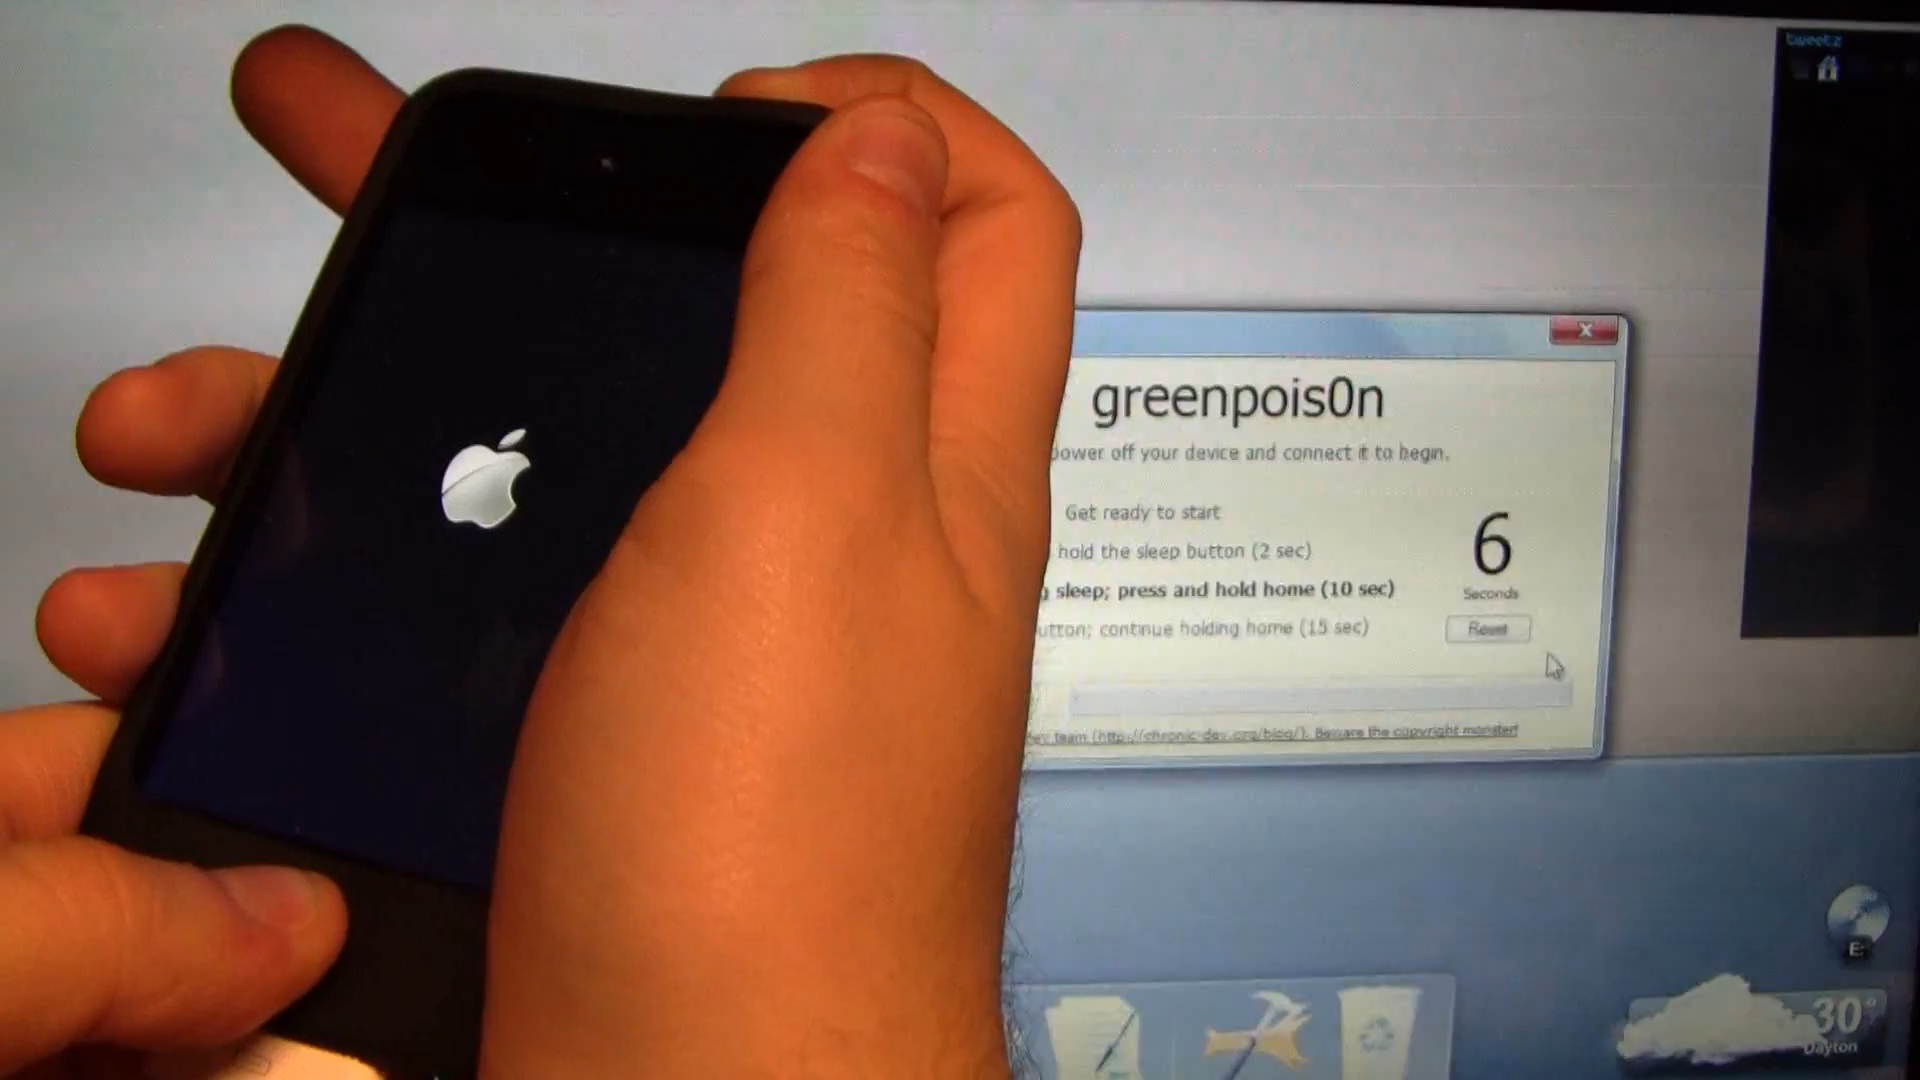 tweetz
greenpois0n
power off your device and connect it to begin.
Get ready to start
hold the sleep button (2 sec)
sleep; press and hold home (10 sec)
utton; continue holding home (15 sec)
6
Seconds
Reset
dev team (http://chronic-dev.org/blog/). Beware the copyright monster!
E:
30°
Dayton